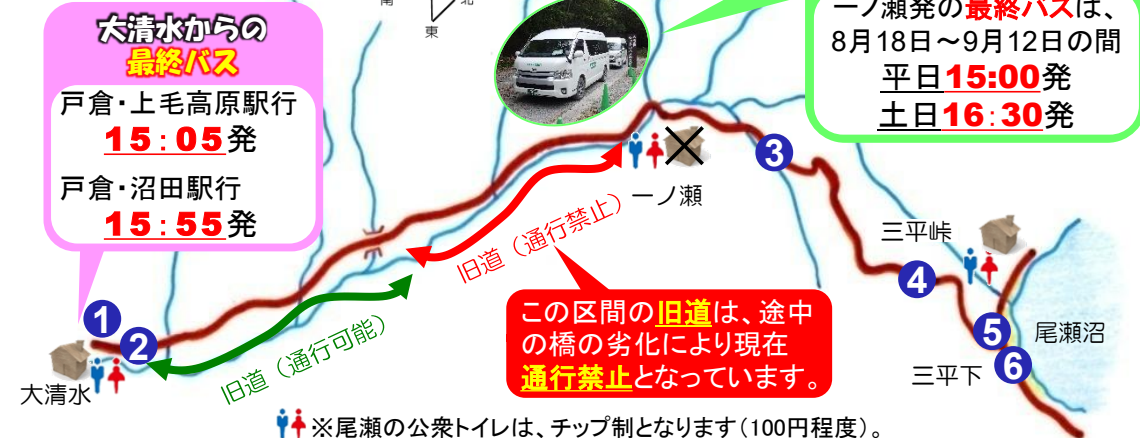 南
北
東
大清水からの
最終バス
戸倉・上毛高原駅行
15:05発
戸倉・沼田駅行
15:55発
一ノ瀬発の最終バスは、
8月18日～9月12日の間
平日15:00発
土日16:30発
3
一ノ瀬
旧道（通行禁止）
三平峠
4
1
2
旧道（通行可能）
この区間の旧道は、途中
の橋の劣化により現在
通行禁止となっています。
5
尾瀬沼
6
三平下
大清水
※尾瀬の公衆トイレは、チップ制となります（100円程度）。